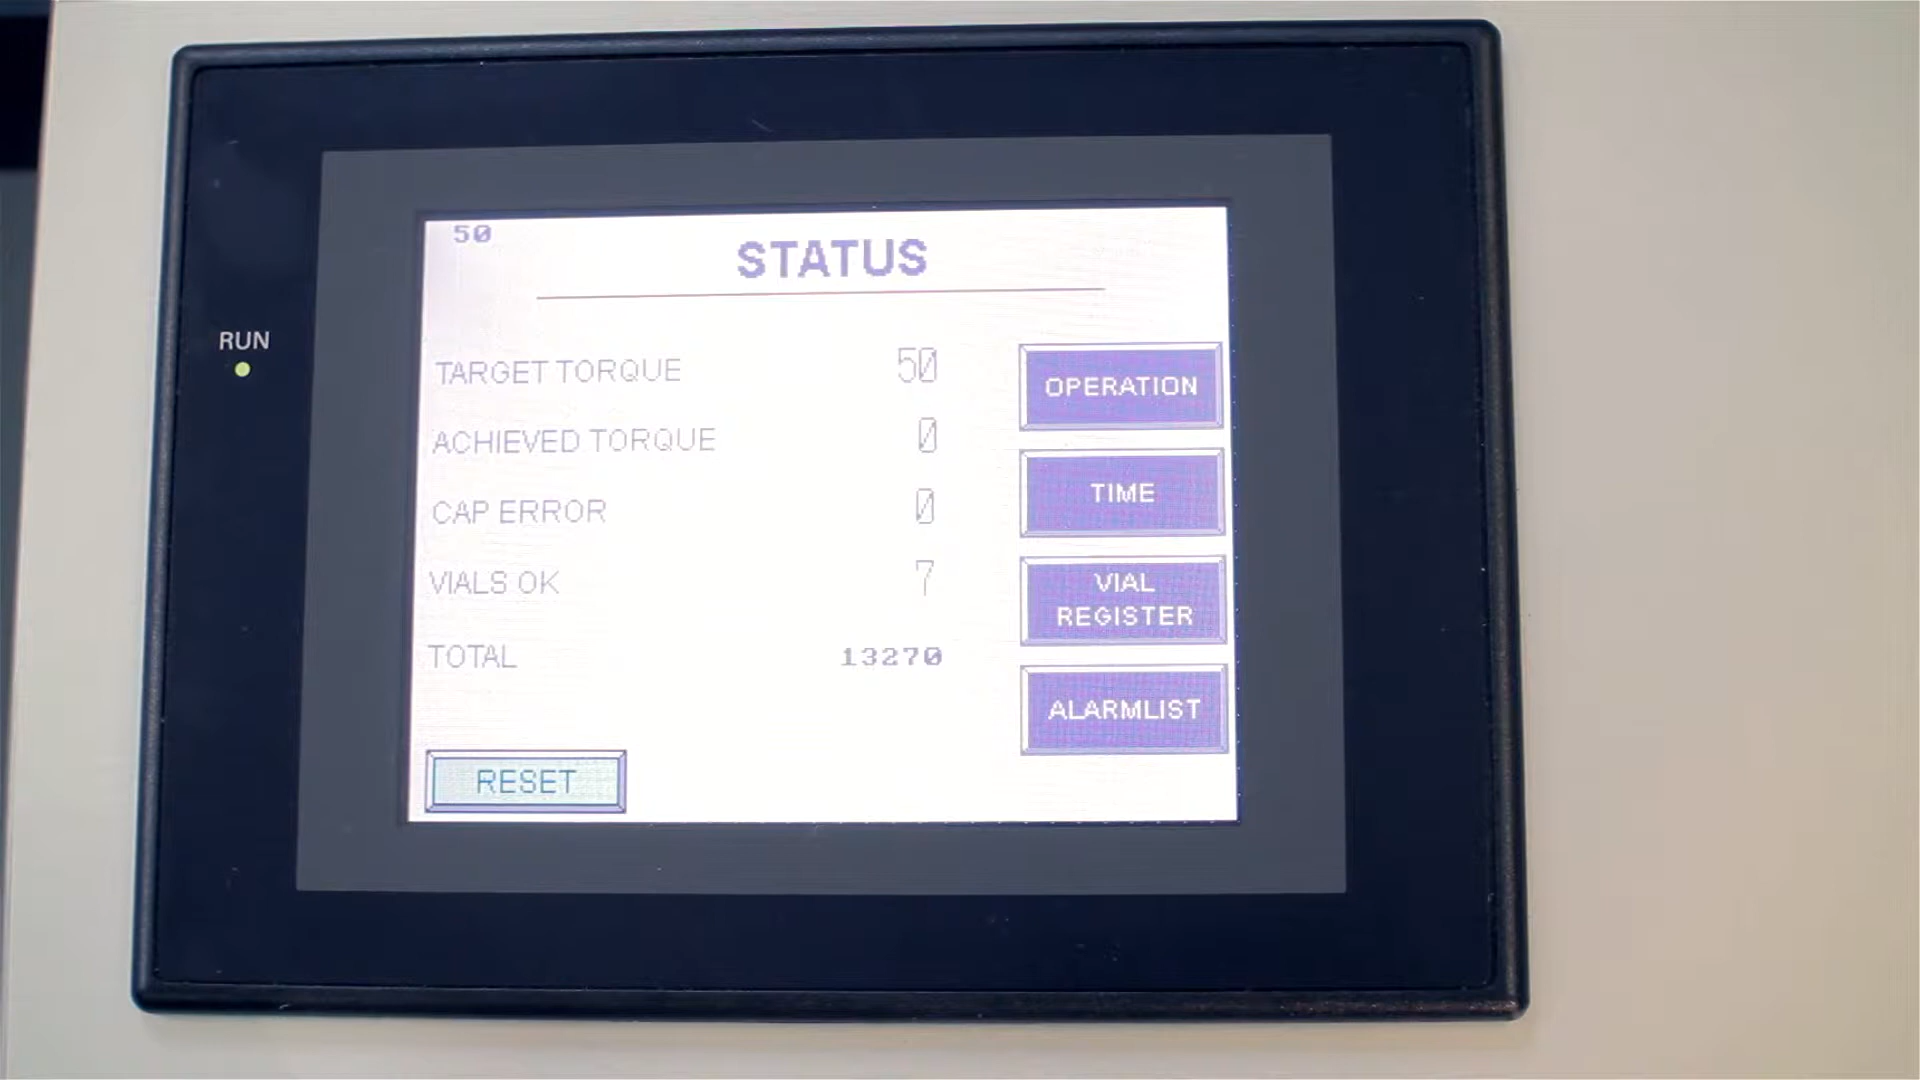 50
STATUS
RUN
TARGET TORQUE 50
ACHIEVED TORQUE 0
CAP ERROR 0
VIALS OK 7
TOTAL 13270
OPERATION
TIME
VIAL
REGISTER
ALARMLIST
RESET